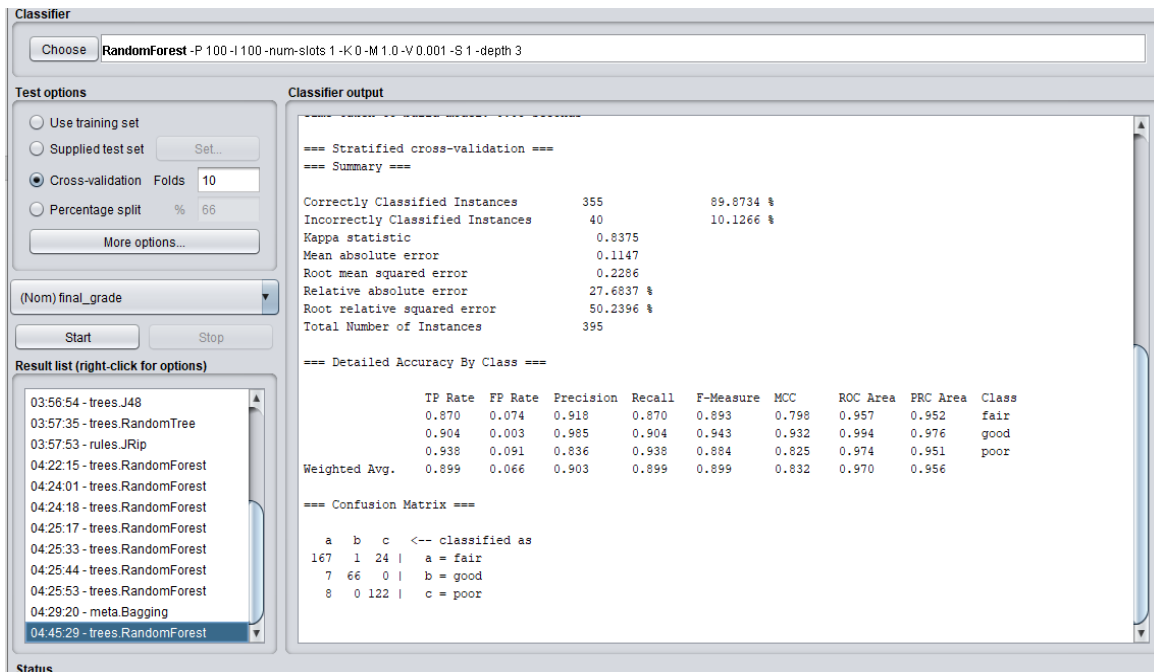 Classifier
Choose RandomForest -P 100 -I 100 -num-slots 1 -K 0 -M 1.0 -V 0.001 -S 1 -depth 3
Test options
Use training set
Supplied test set Set...
Cross-validation Folds 10
Percentage split % 66
More options...
(Nom) final_grade
Start Stop
Result list (right-click for options)
03:56:54 - trees.J48
03:57:35 - trees.RandomTree
03:57:53 - rules.JRip
04:22:15 - trees.RandomForest
04:24:01 - trees.RandomForest
04:24:18 - trees.RandomForest
04:25:17 - trees.RandomForest
04:25:33 - trees.RandomForest
04:25:44 - trees.RandomForest
04:25:53 - trees.RandomForest
04:29:20 - meta.Bagging
04:45:29 - trees.RandomForest
Classifier output
=== Stratified cross-validation ===
=== Summary ===
Correctly Classified Instances 355 89.8734 %
Incorrectly Classified Instances 40 10.1266 %
Kappa statistic 0.8375
Mean absolute error 0.1147
Root mean squared error 0.2286
Relative absolute error 27.6837 %
Root relative squared error 50.2396 %
Total Number of Instances 395
=== Detailed Accuracy By Class ===
TP Rate FP Rate Precision Recall F-Measure MCC ROC Area PRC Area Class
0.870 0.074 0.918 0.870 0.893 0.798 0.957 0.952 fair
0.904 0.003 0.985 0.904 0.943 0.932 0.994 0.976 good
0.938 0.091 0.836 0.938 0.884 0.825 0.974 0.951 poor
Weighted Avg. 0.899 0.066 0.903 0.899 0.899 0.832 0.970 0.956
=== Confusion Matrix ===
a b c <-- classified as
167 1 24 | a = fair
7 66 0 | b = good
8 0 122 | c = poor
Status